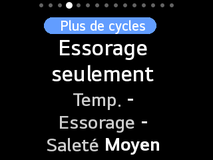 Plus de cycles
Essorage
seulement
Temp. -
Essorage -
Saleté Moyen